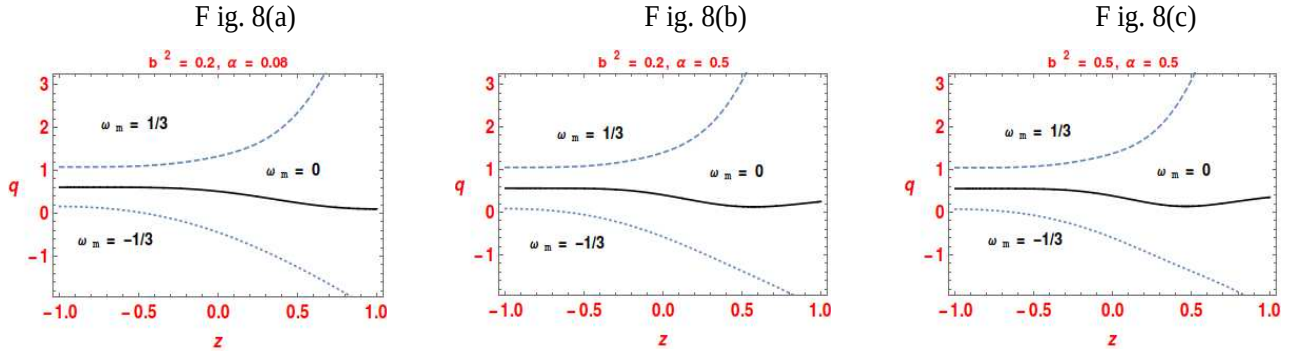 F ig. 8(a)
b 2 = 0.2, α = 0.08
3
2
1
0
−1
q
ω m = 1/3
ω m = 0
ω m = −1/3
−1.0 −0.5 0.0 0.5 1.0
z
F ig. 8(b)
b 2 = 0.2, α = 0.5
3
2
1
0
−1
q
ω m = 1/3
ω m = 0
ω m = −1/3
−1.0 −0.5 0.0 0.5 1.0
z
F ig. 8(c)
b 2 = 0.5, α = 0.5
3
2
1
0
−1
q
ω m = 1/3
ω m = 0
ω m = −1/3
−1.0 −0.5 0.0 0.5 1.0
z